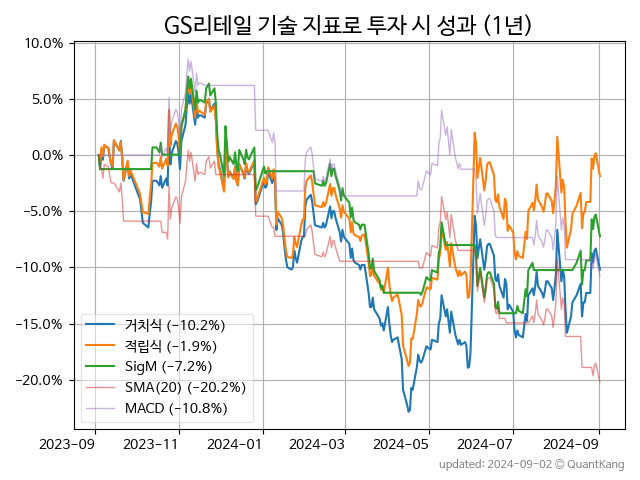 GS리테일 기술 지표로 투자 시 성과 (1년)
10.0%
5.0%
0.0%
−5.0%
−10.0%
−15.0%
−20.0%
거치식 (−10.2%)
적립식 (−1.9%)
SigM (−7.2%)
SMA(20) (−20.2%)
MACD (−10.8%)
2023−09 2023−11 2024−01 2024−03 2024−05 2024−07 2024−09
updated: 2024−09−02 © QuantKang